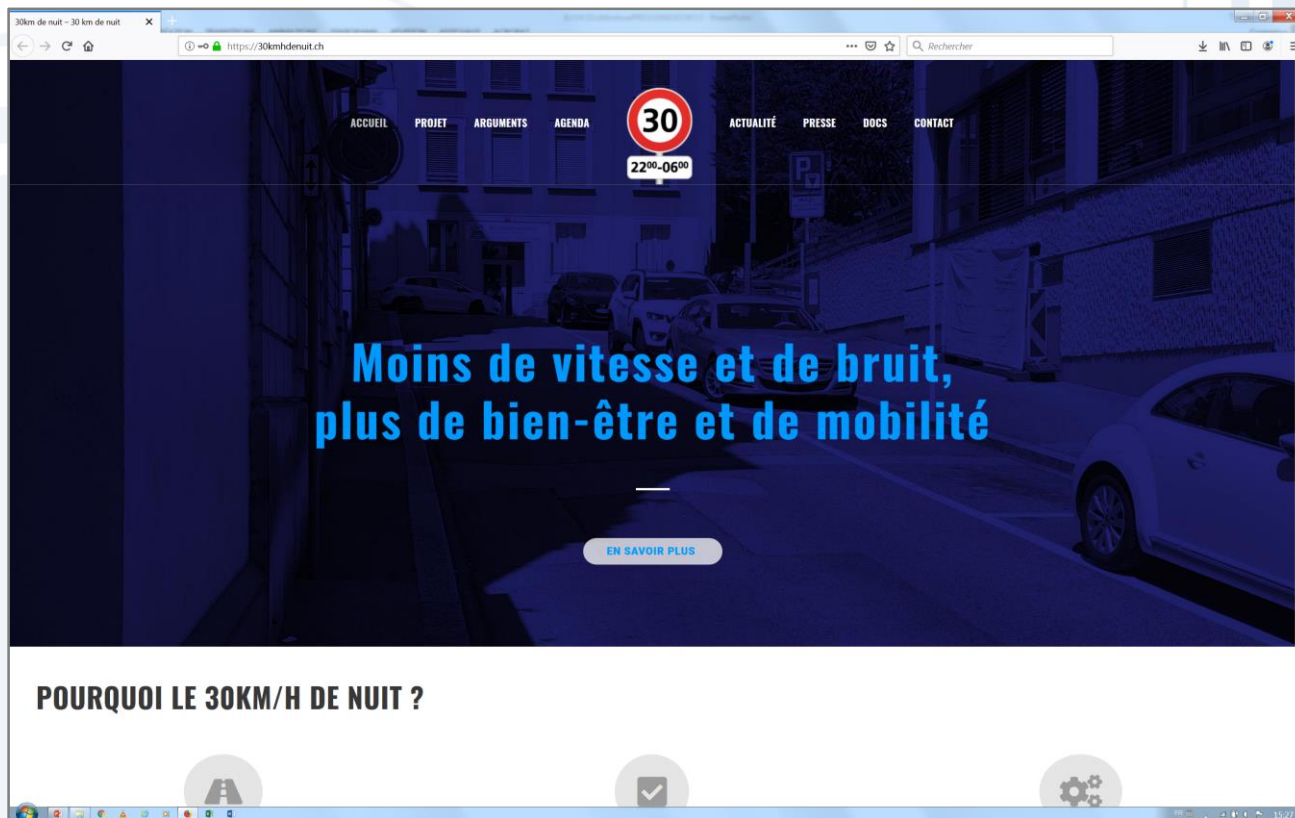 30km de nuit – 30 km de nuit
https://30kmhdenuit.ch
Rechercher
ACCUEIL PROJET ARGUMENTS AGENDA 30 ACTUALITÉ PRESSE DOCS CONTACT
22⁰⁰-06⁰⁰
Moins de vitesse et de bruit,
plus de bien-être et de mobilité
EN SAVOIR PLUS
POURQUOI LE 30KM/H DE NUIT ?
15:27